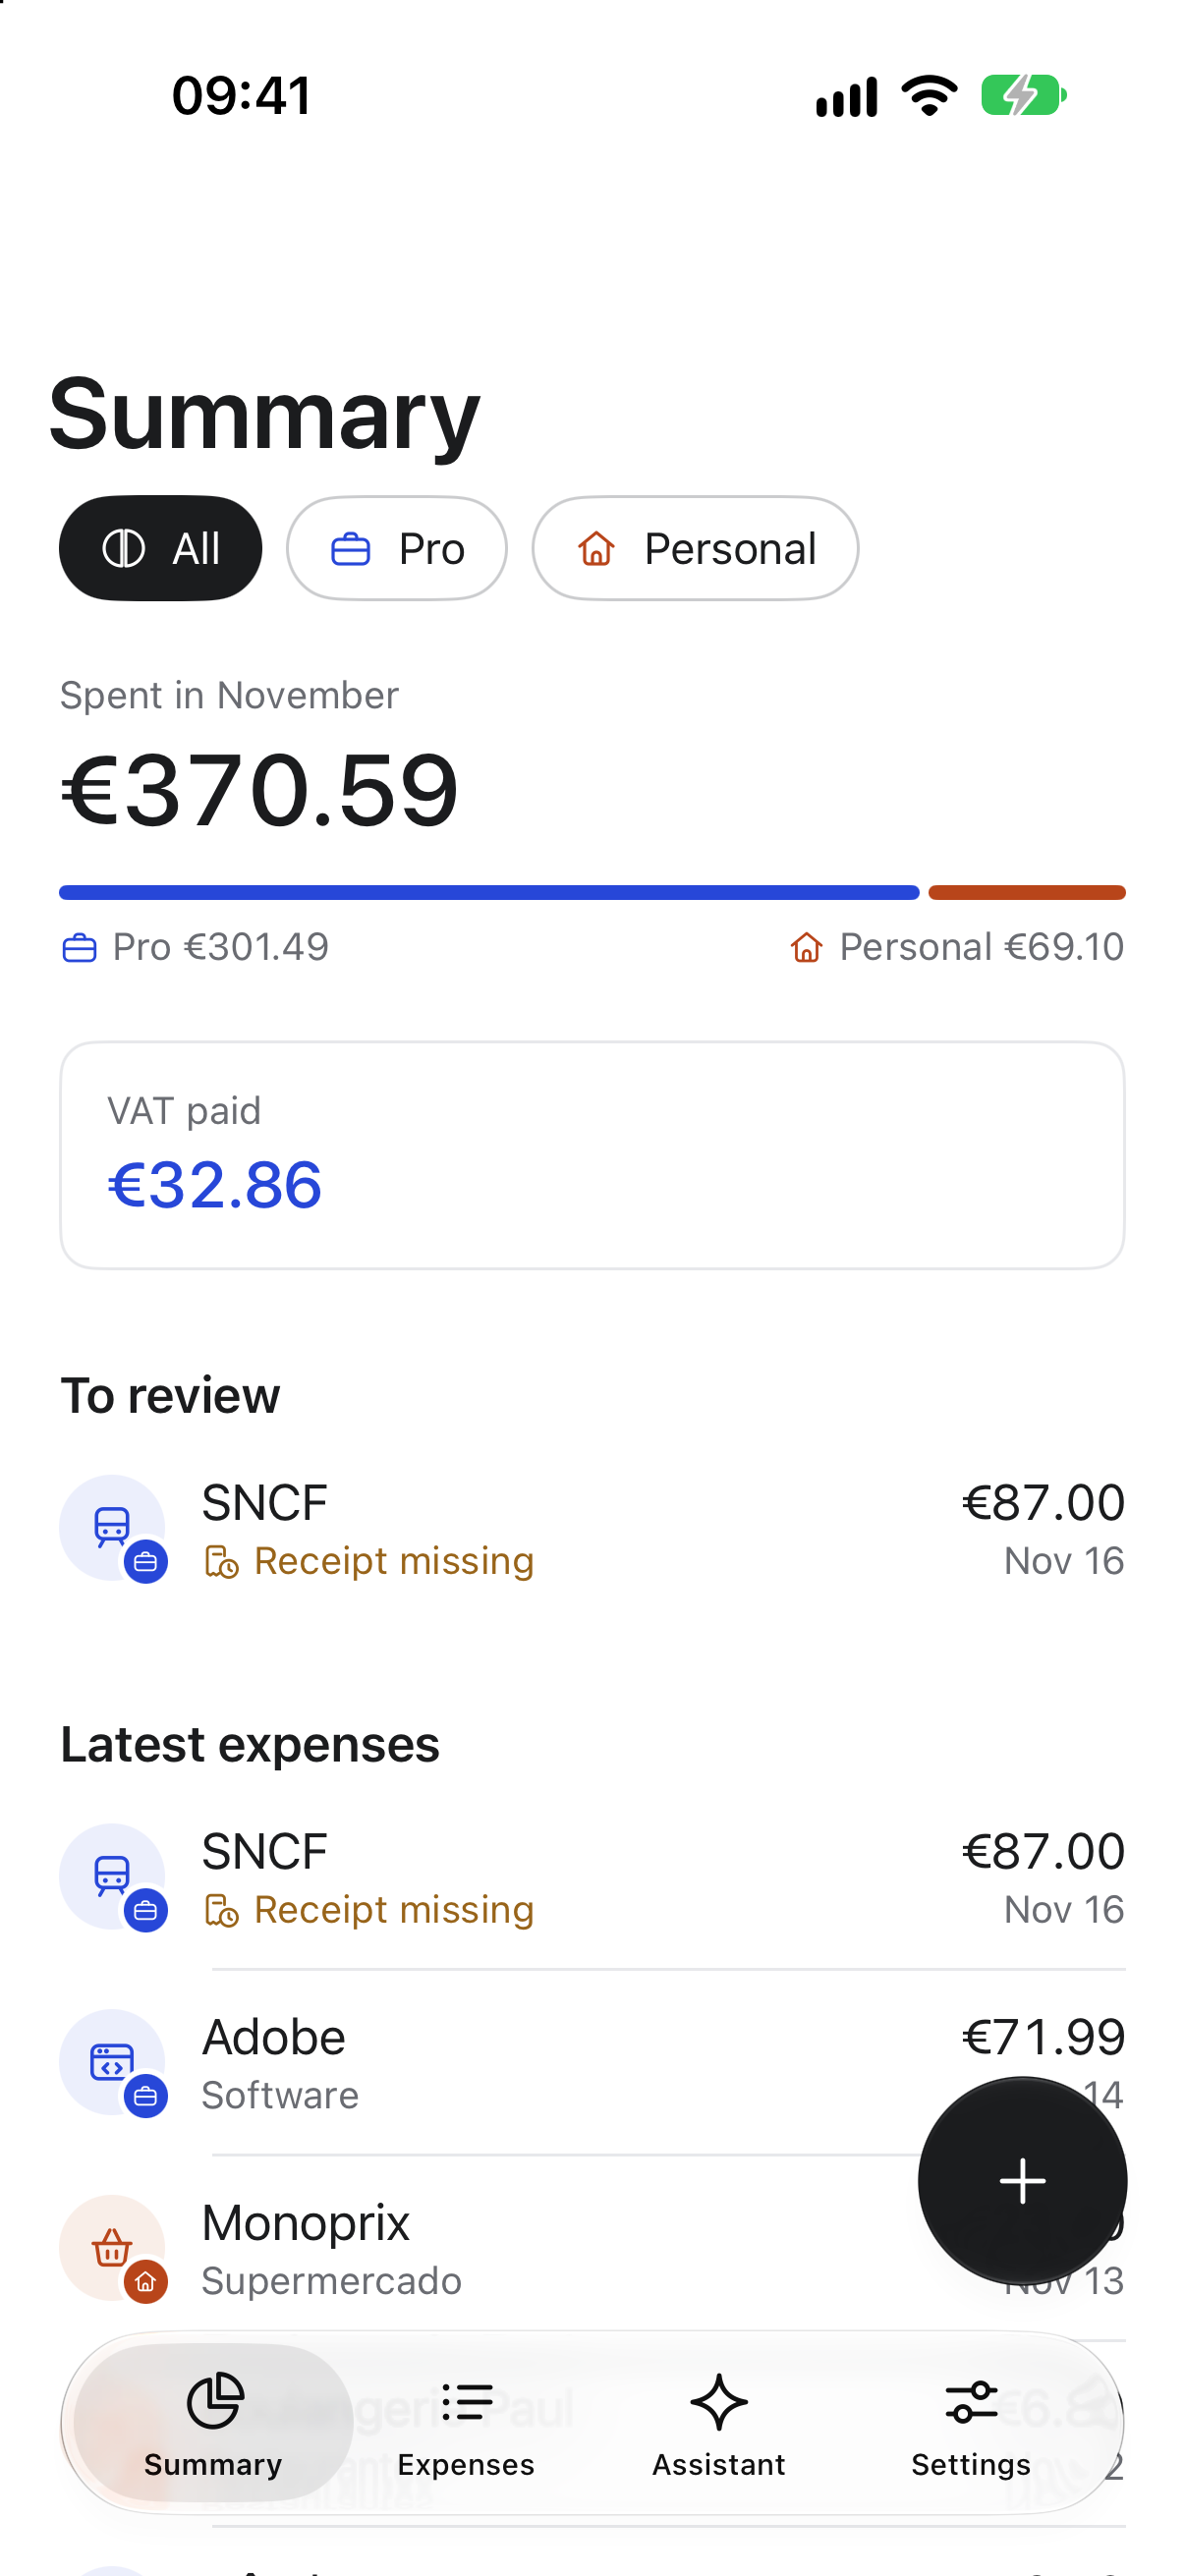 09:41
Summary
All Pro Personal
Spent in November
€370.59
Pro €301.49 Personal €69.10
VAT paid
€32.86
To review
SNCF €87.00
Receipt missing Nov 16
Latest expenses
SNCF €87.00
Receipt missing Nov 16
Adobe €71.99
Software 14
Monoprix
Supermercado Nov 13
Paul
Summary Expenses Assistant Settings